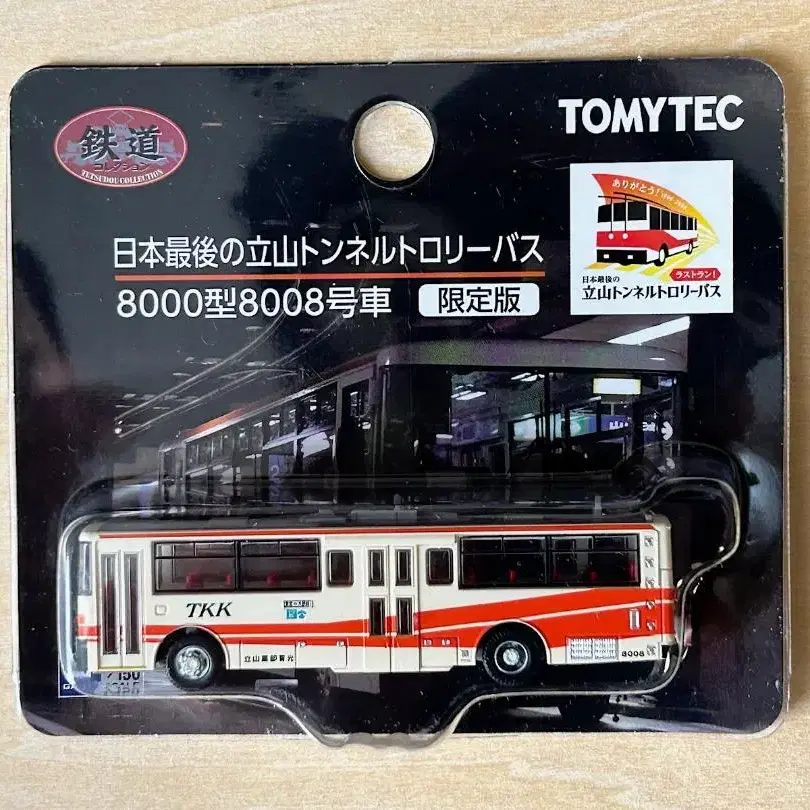 鉄道
コレクション
TETSUDOU COLLECTION
TOMYTEC
日本最後の立山トンネルトロリーバス
8000型8008号車 限定版
ありがとう!
ラストラン!
日本最後の
立山トンネルトロリーバス
TKK
立山黒部貫光
8008
1/150